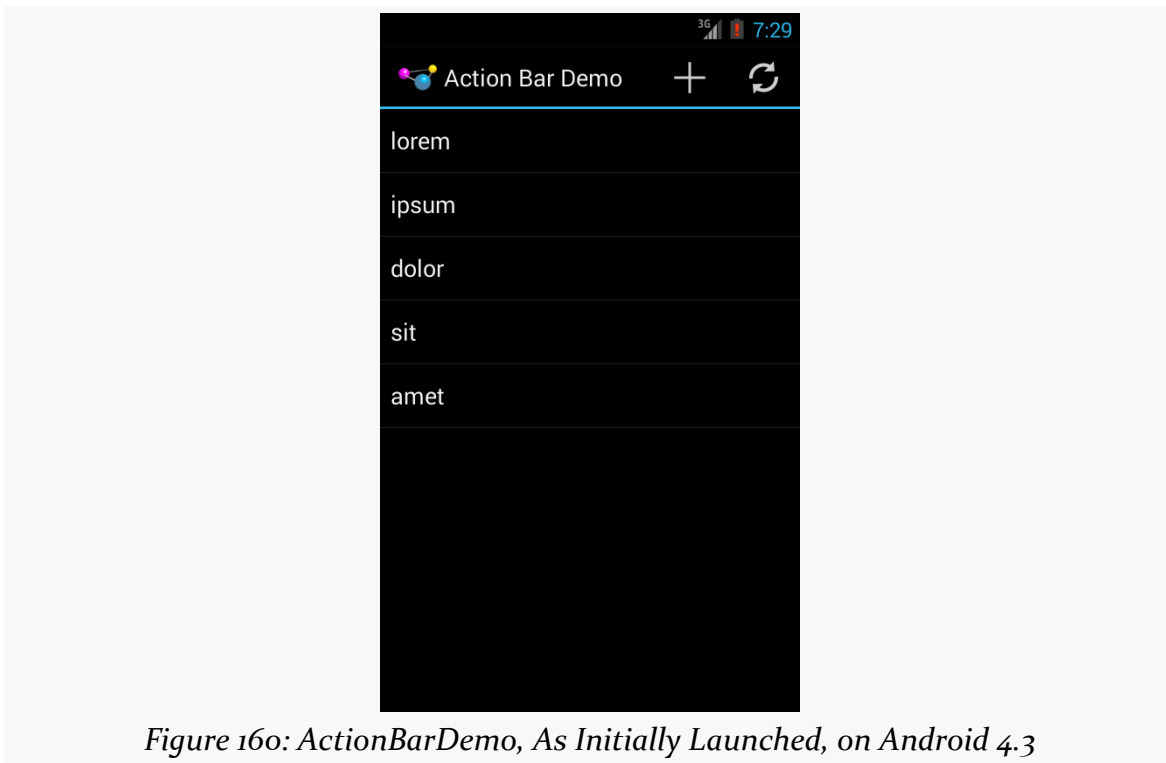 3G 7:29
Action Bar Demo
lorem
ipsum
dolor
sit
amet
Figure 160: ActionBarDemo, As Initially Launched, on Android 4.3